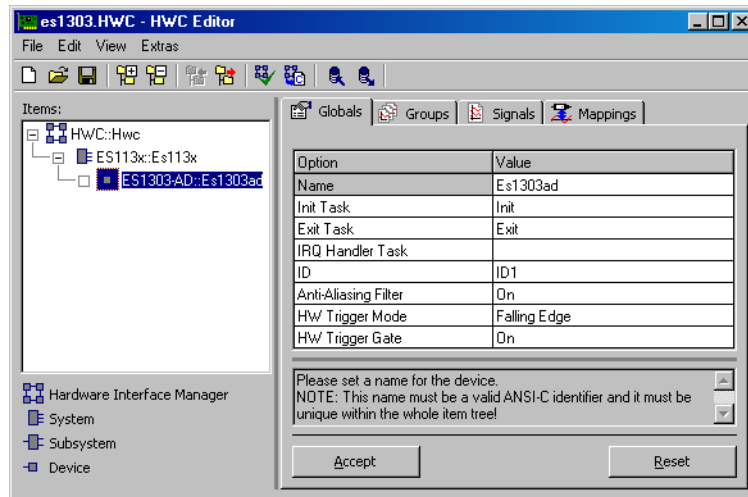 es1303.HWC - HWC Editor
File Edit View Extras
Items:
HWC::Hwc
ES113x::Es113x
ES1303-AD::Es1303ad
Hardware Interface Manager
System
Subsystem
Device
Globals Groups Signals Mappings
Option Value
Name Es1303ad
Init Task Init
Exit Task Exit
IRQ Handler Task
ID ID1
Anti-Aliasing Filter On
HW Trigger Mode Falling Edge
HW Trigger Gate On
Please set a name for the device.
NOTE: This name must be a valid ANSI-C identifier and it must be
unique within the whole item tree!
Accept Reset